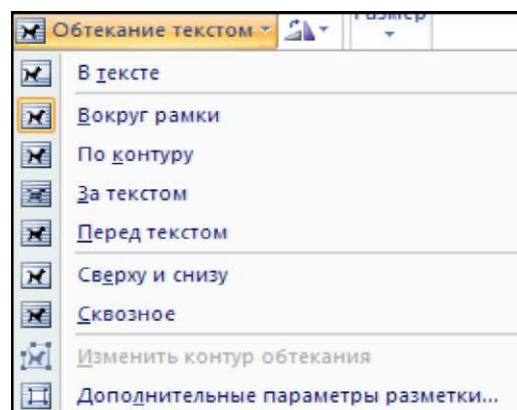 Обтекание текстом
Размер
В тексте
Вокруг рамки
По контуру
За текстом
Перед текстом
Сверху и снизу
Сквозное
Изменить контур обтекания
Дополнительные параметры разметки...